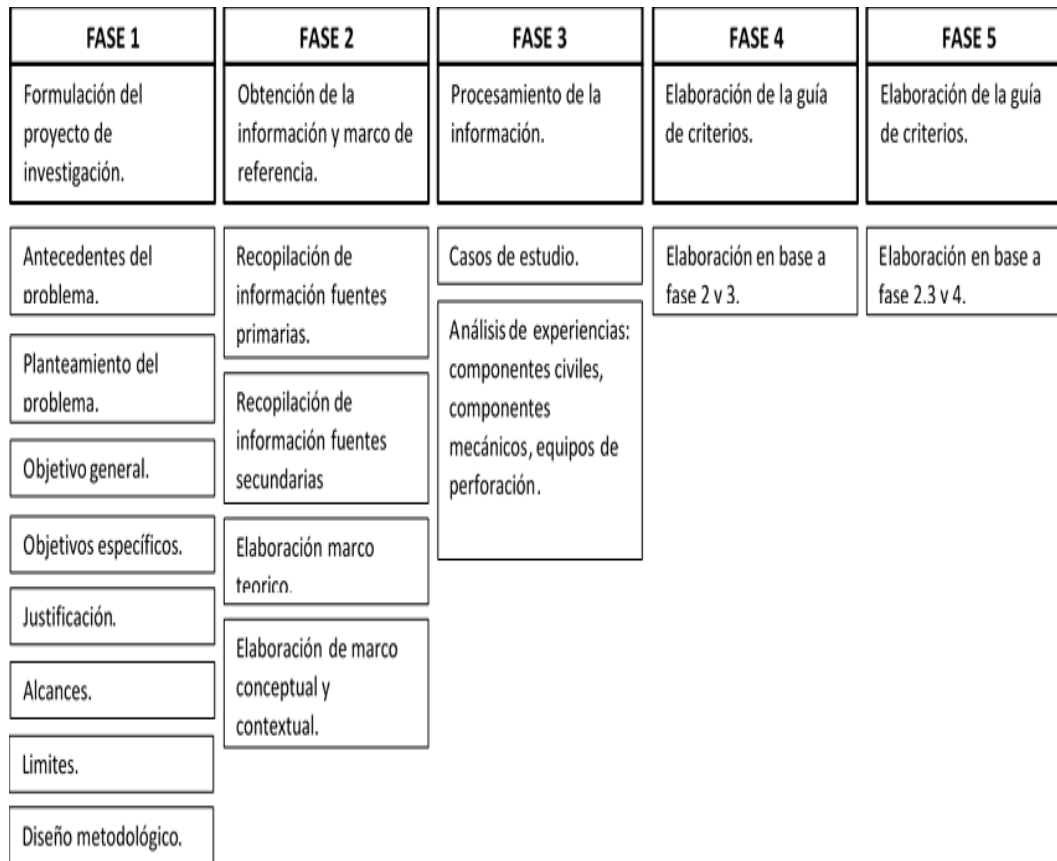 FASE 1
Formulación del
proyecto de
investigación.
Antecedentes del
problema.
Planteamiento del
problema.
Objetivo general.
Objetivos específicos.
Justificación.
Alcances.
Limites.
Diseño metodológico.
FASE 2
Obtención de la
información y marco de
referencia.
Recopilación de
información fuentes
primarias.
Recopilación de
información fuentes
secundarias
Elaboración marco
teorico.
Elaboración de marco
conceptual y
contextual.
FASE 3
Procesamiento de la
información.
Casos de estudio.
Análisis de experiencias:
componentes civiles,
componentes
mecánicos, equipos de
perforación.
FASE 4
Elaboración de la guía
de criterios.
Elaboración en base a
fase 2 y 3.
FASE 5
Elaboración de la guía
de criterios.
Elaboración en base a
fase 2.3 y 4.